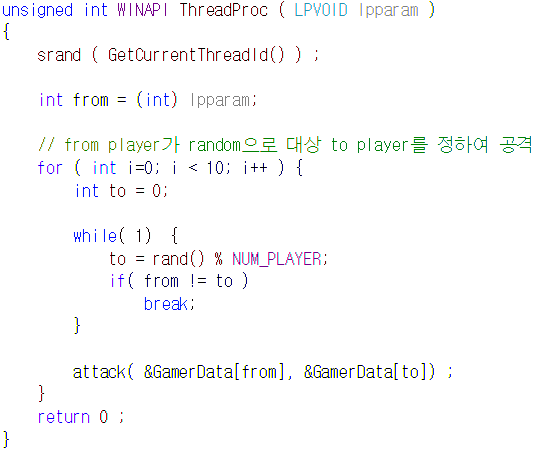 unsigned int WINAPI ThreadProc ( LPVOID lpparam )
{
    srand ( GetCurrentThreadId() ) ;

    int from = (int) lpparam;

    // from player가 random으로 대상 to player를 정하여 공격
    for ( int i=0; i < 10; i++ ) {
        int to = 0;

        while( 1)  {
            to = rand() % NUM_PLAYER;
            if( from != to )
                break;
        }

        attack( &GamerData[from], &GamerData[to]) ;
    }
    return 0 ;
}